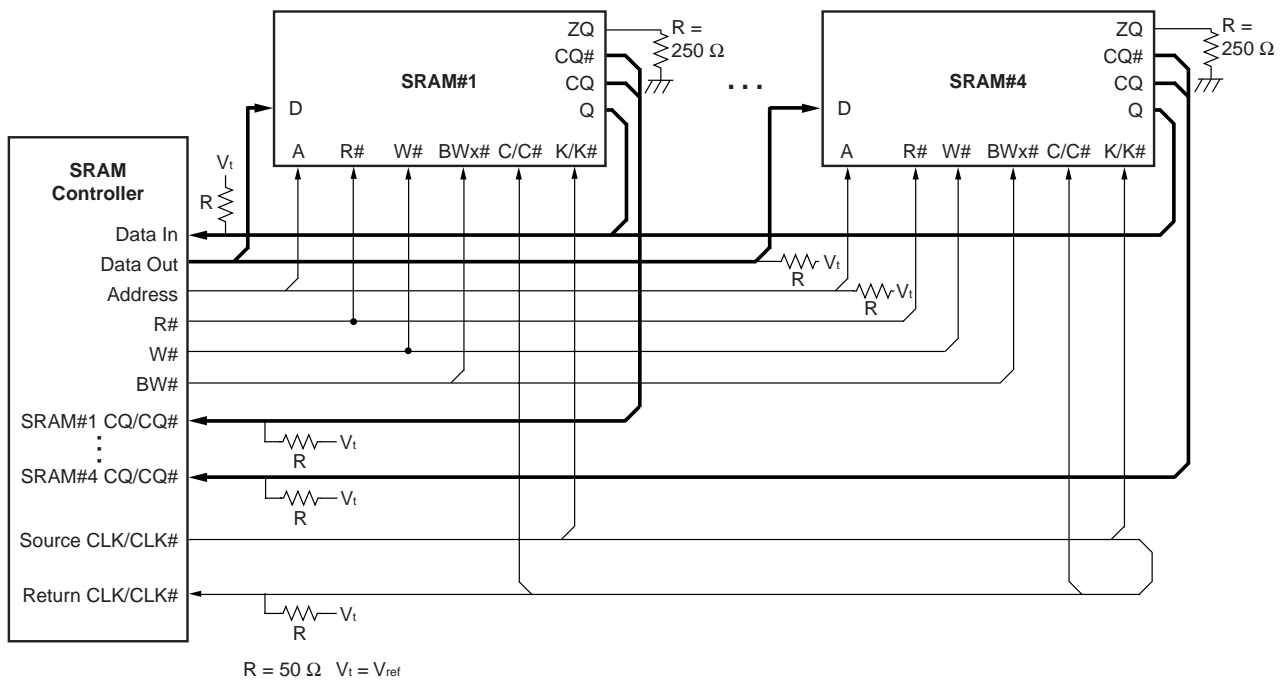 SRAM#1
ZQ
CQ#
CQ
Q
D
A R# W# BWx# C/C# K/K#
R =
250 Ω
...
SRAM#4
ZQ
CQ#
CQ
Q
D
A R# W# BWx# C/C# K/K#
R =
250 Ω
SRAM
Controller
Vt
R
Data In
Data Out
Vt
R
Address
Vt
R
R#
W#
BW#
SRAM#1 CQ/CQ#
Vt
R
SRAM#4 CQ/CQ#
Vt
R
Source CLK/CLK#
Return CLK/CLK#
Vt
R
R = 50 Ω Vt = Vref